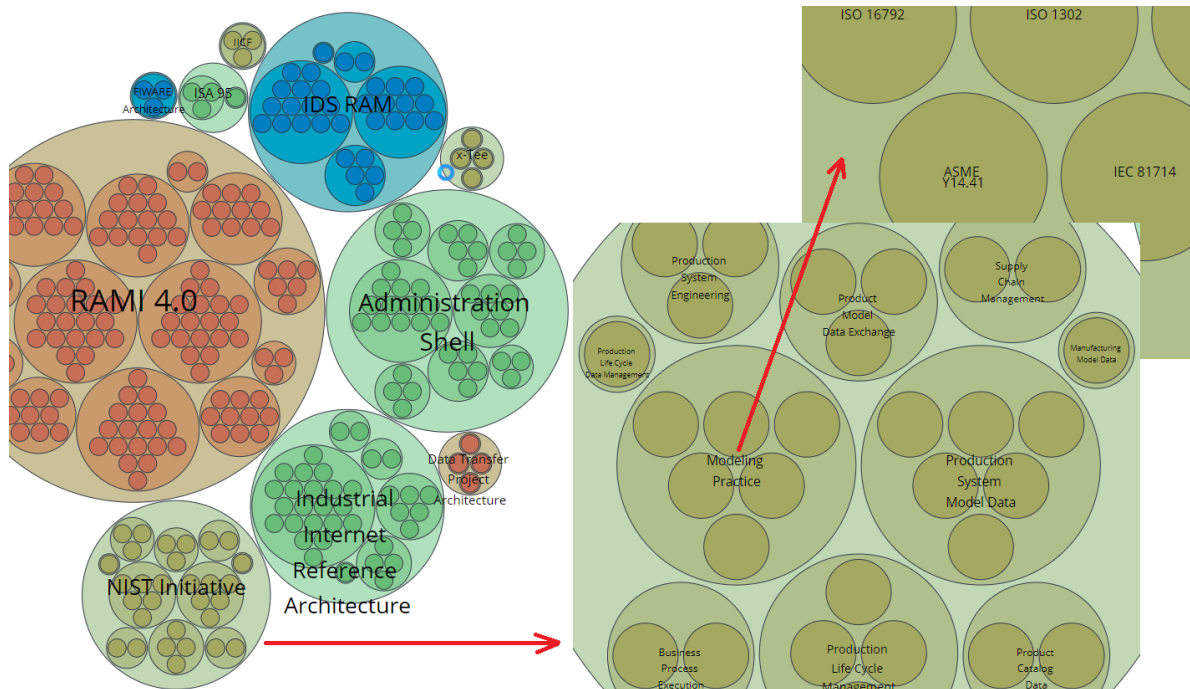 IICF
FIWARE
Architecture
ISA 95
IDS RAM
x-Tee
RAMI 4.0
Administration
Shell
Data Transfer
Project
Architecture
Industrial
Internet
Reference
Architecture
NIST Initiative
ISO 16792
ISO 1302
ASME
Y14.41
IEC 81714
Production
System
Engineering
Product
Model
Data Exchange
Supply
Chain
Management
Production
Life Cycle
Data Management
Manufacturing
Model Data
Modeling
Practice
Production
System
Model Data
Business
Process
Execution
Production
Life Cycle
Management
Product
Catalog
Data